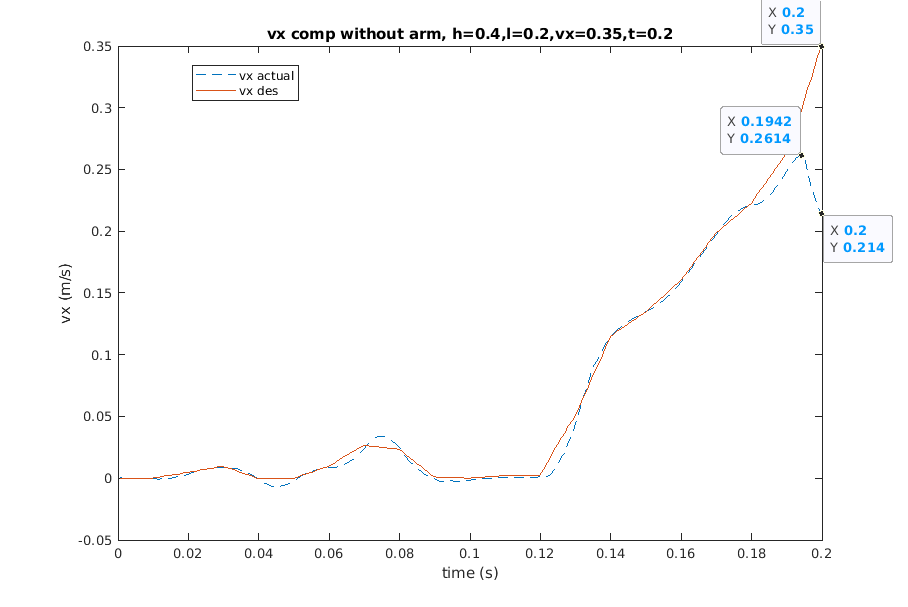 X 0.2
Y 0.35
vx comp without arm, h=0.4,l=0.2,vx=0.35,t=0.2
0.35
vx actual
vx des
0.3
X 0.1942
Y 0.2614
0.25
0.2
X 0.2
Y 0.214
0.15
0.1
0.05
0
-0.05
vx (m/s)
0
0.02
0.04
0.06
0.08
0.1
0.12
0.14
0.16
0.18
0.2
time (s)